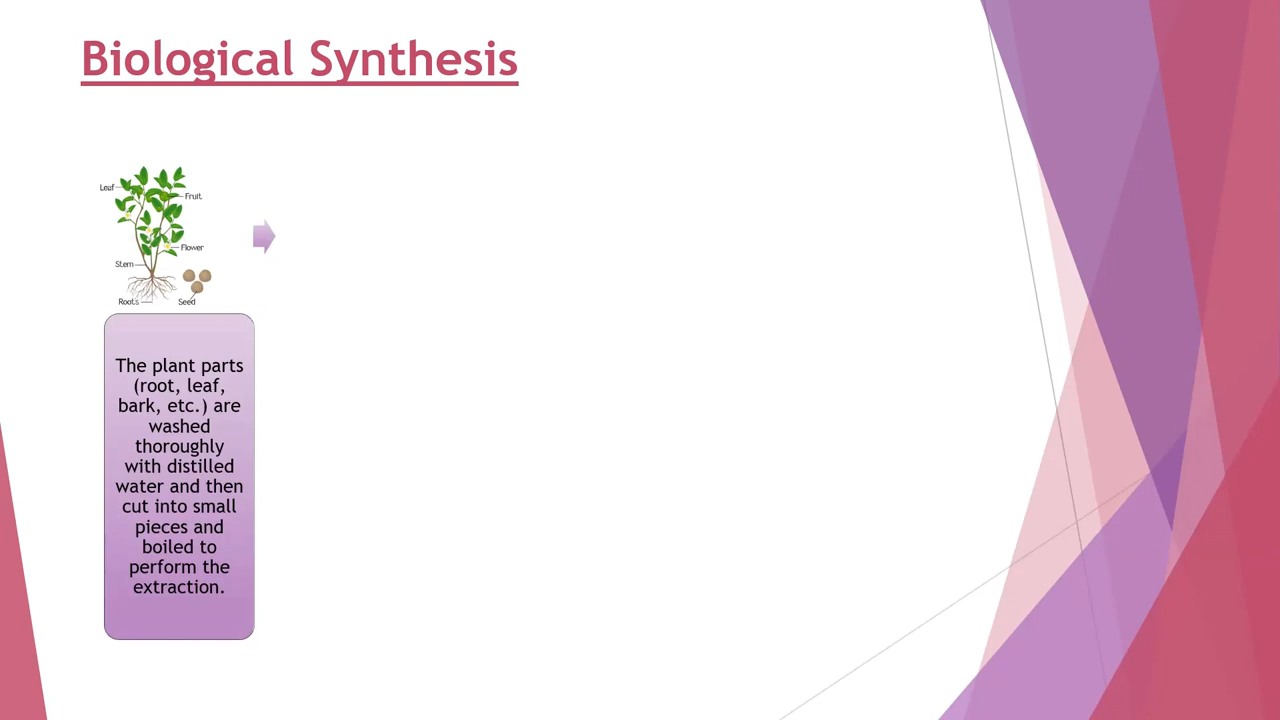 Biological Synthesis
Leaf
Fruit
Flower
Stem
Roots
Seed
The plant parts
(root, leaf,
bark, etc.) are
washed
thoroughly
with distilled
water and then
cut into small
pieces and
boiled to
perform the
extraction.